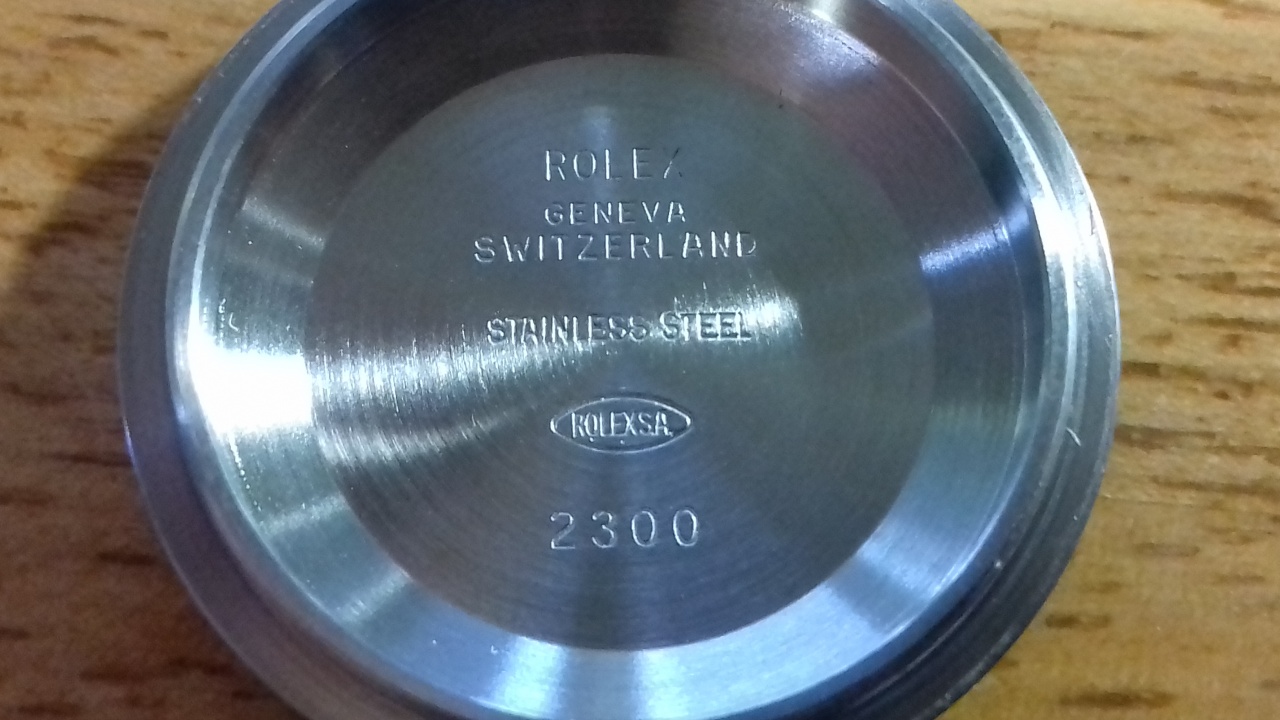 ROLEX
GENEVA
SWITZERLAND
STAINLESS STEEL
ROLEX S.A.
2300